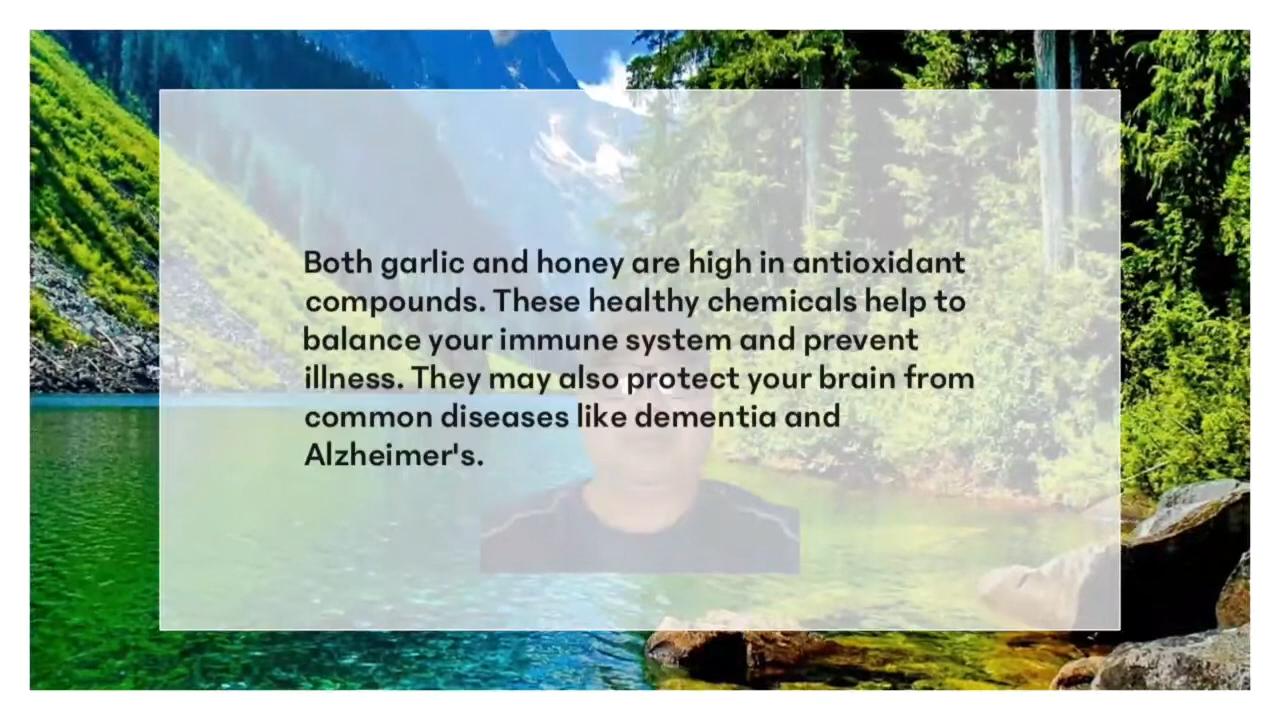 Both garlic and honey are high in antioxidant
compounds. These healthy chemicals help to
balance your immune system and prevent
illness. They may also protect your brain from
common diseases like dementia and
Alzheimer's.